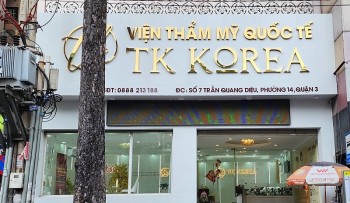 VIỆN THẨM MỸ QUỐC TẾ
TK KOREA
ĐT: 0888 213 188 ĐC: SỐ 7 TRẦN QUANG DIỆU, PHƯỜNG 14, QUẬN 3